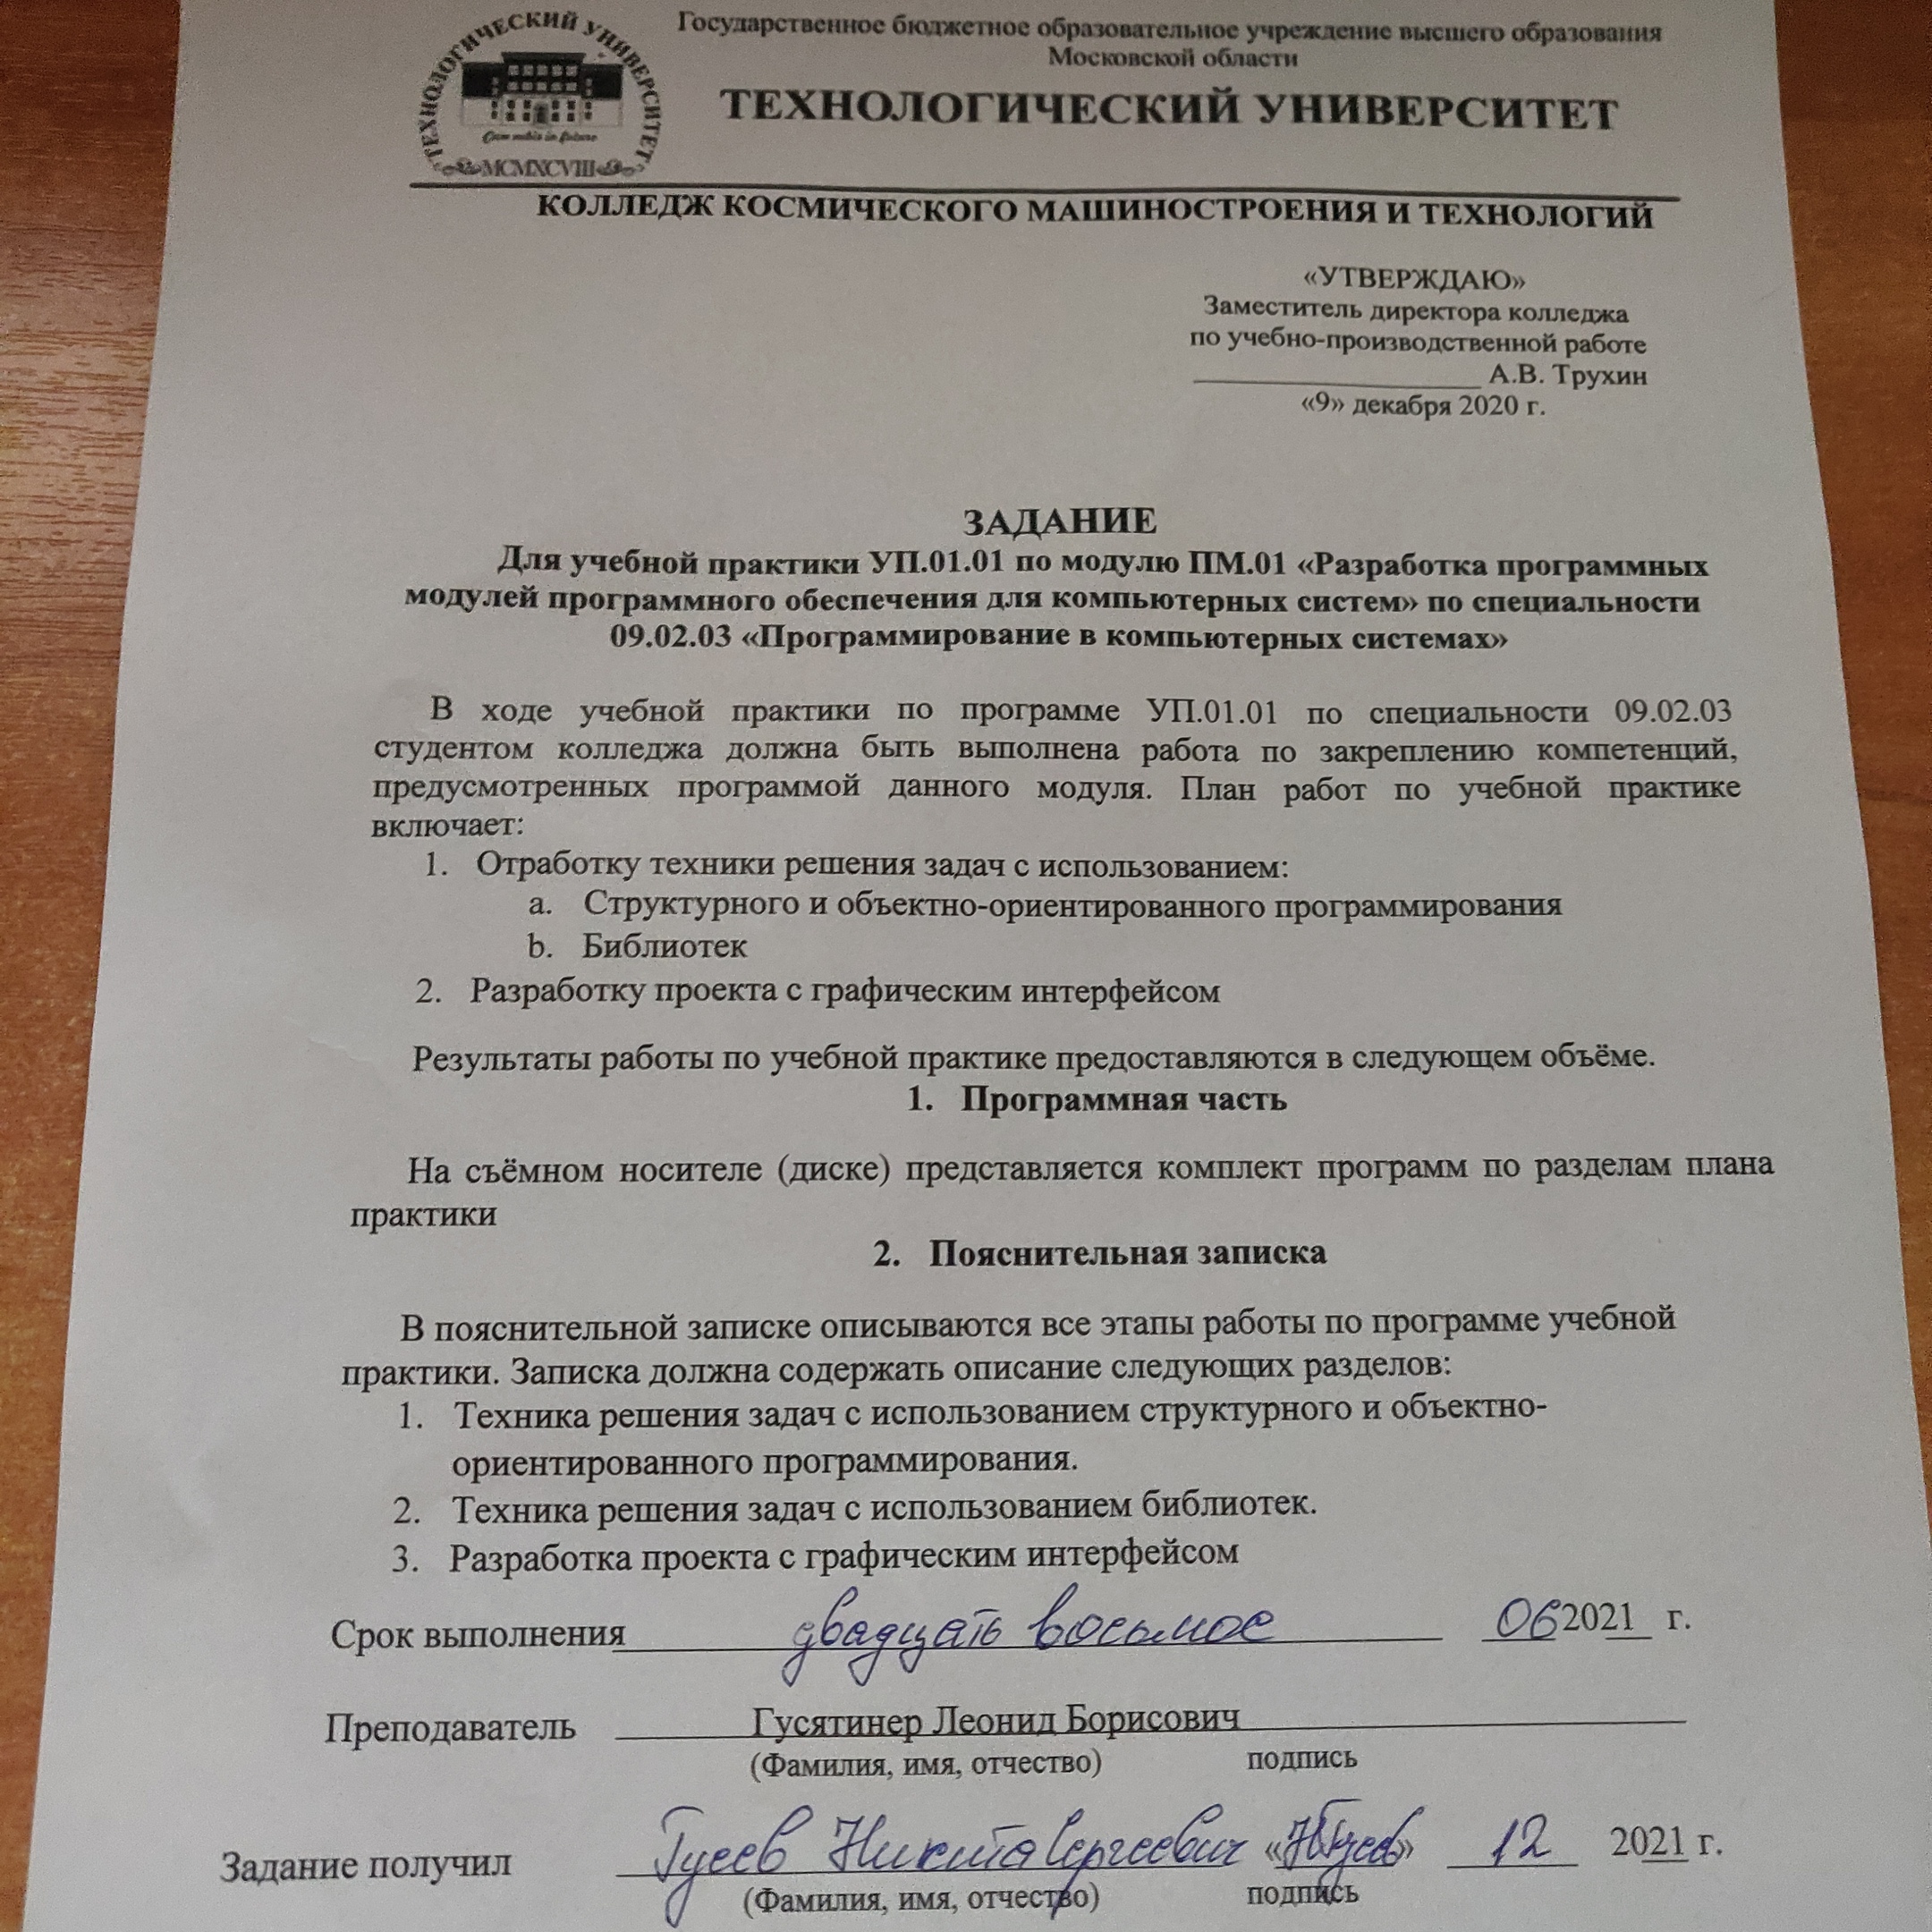 ТЕХНОЛОГИЧЕСКИЙ УНИВЕРСИТЕТ
MCMXCVIII
Государственное бюджетное образовательное учреждение высшего образования
Московской области
ТЕХНОЛОГИЧЕСКИЙ УНИВЕРСИТЕТ
КОЛЛЕДЖ КОСМИЧЕСКОГО МАШИНОСТРОЕНИЯ И ТЕХНОЛОГИЙ
«УТВЕРЖДАЮ»
Заместитель директора колледжа
по учебно-производственной работе
А.В. Трухин
«9» декабря 2020 г.
ЗАДАНИЕ
Для учебной практики УП.01.01 по модулю ПМ.01 «Разработка программных
модулей программного обеспечения для компьютерных систем» по специальности
09.02.03 «Программирование в компьютерных системах»
В ходе учебной практики по программе УП.01.01 по специальности 09.02.03
студентом колледжа должна быть выполнена работа по закреплению компетенций,
предусмотренных программой данного модуля. План работ по учебной практике
включает:
1. Отработку техники решения задач с использованием:
a. Структурного и объектно-ориентированного программирования
b. Библиотек
2. Разработку проекта с графическим интерфейсом
Результаты работы по учебной практике предоставляются в следующем объёме.
1. Программная часть
На съёмном носителе (диске) представляется комплект программ по разделам плана
практики
2. Пояснительная записка
В пояснительной записке описываются все этапы работы по программе учебной
практики. Записка должна содержать описание следующих разделов:
1. Техника решения задач с использованием структурного и объектно-
ориентированного программирования.
2. Техника решения задач с использованием библиотек.
3. Разработка проекта с графическим интерфейсом
Срок выполнения двадцать восьмое 06 2021 г.
Преподаватель Гусятинер Леонид Борисович
(Фамилия, имя, отчество) подпись
Задание получил Гусев Никита Сергеевич 12 2021 г.
(Фамилия, имя, отчество) подпись